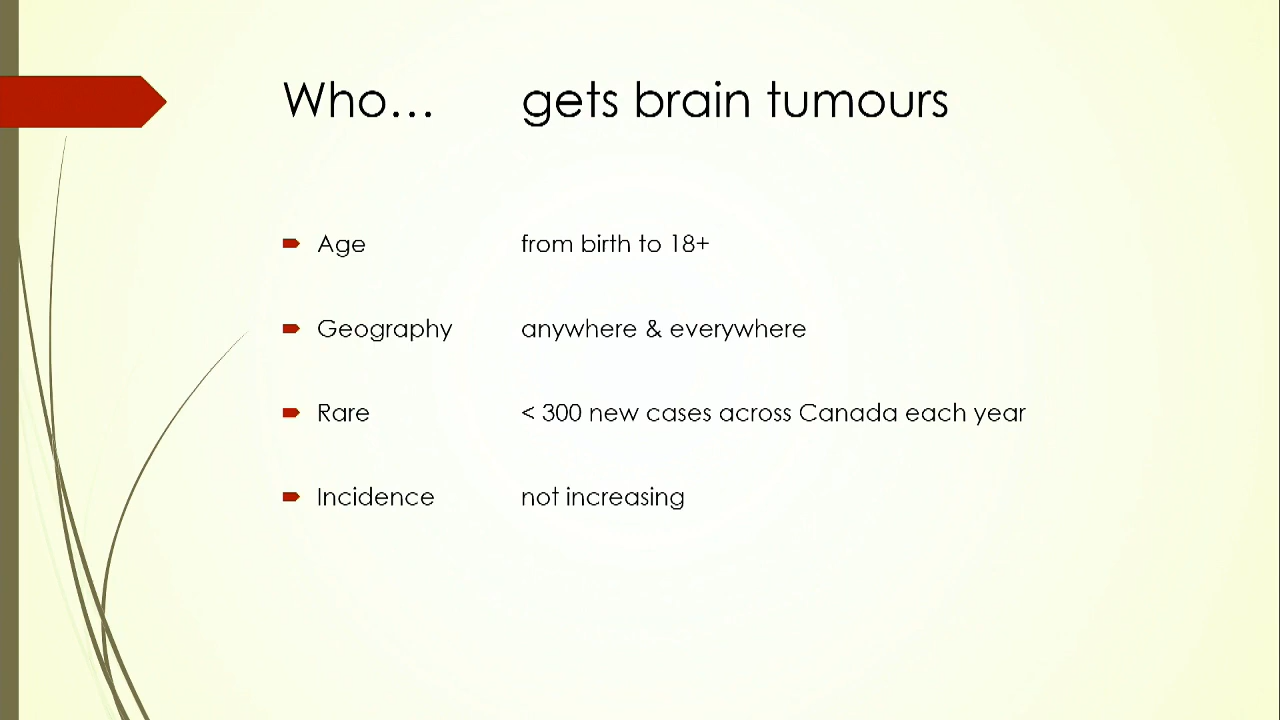 Who... gets brain tumours
Age from birth to 18+
Geography anywhere & everywhere
Rare < 300 new cases across Canada each year
Incidence not increasing